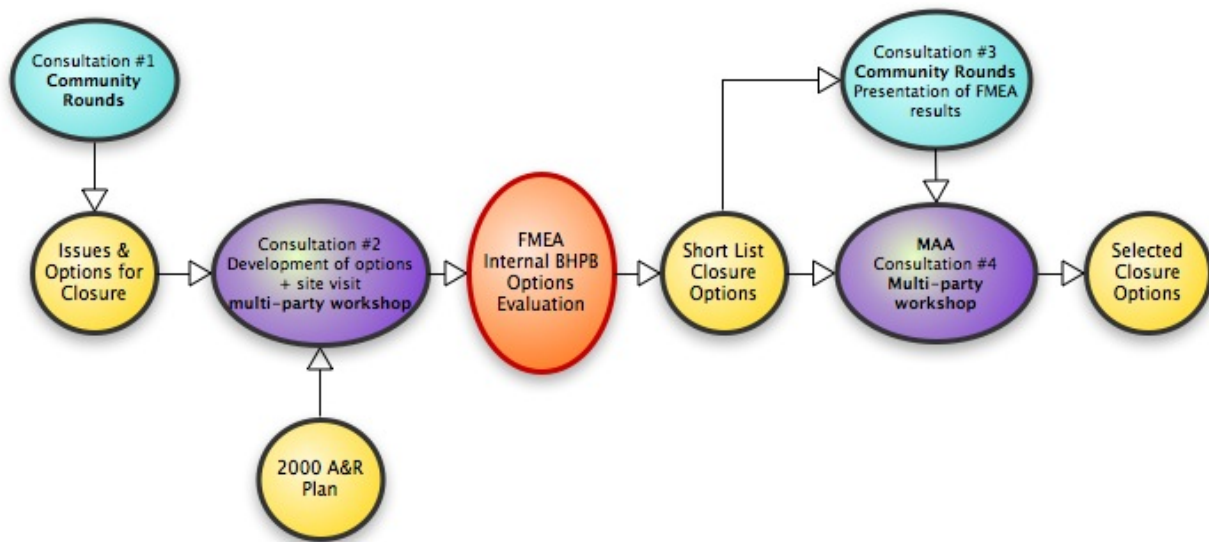 Consultation #1
Community
Rounds
Issues &
Options for
Closure
Consultation #2
Development of options
+ site visit
multi-party workshop
2000 A&R
Plan
FMEA
Internal BHPB
Options
Evaluation
Short List
Closure
Options
Consultation #3
Community Rounds
Presentation of FMEA
results
MAA
Consultation #4
Multi-party
workshop
Selected
Closure
Options